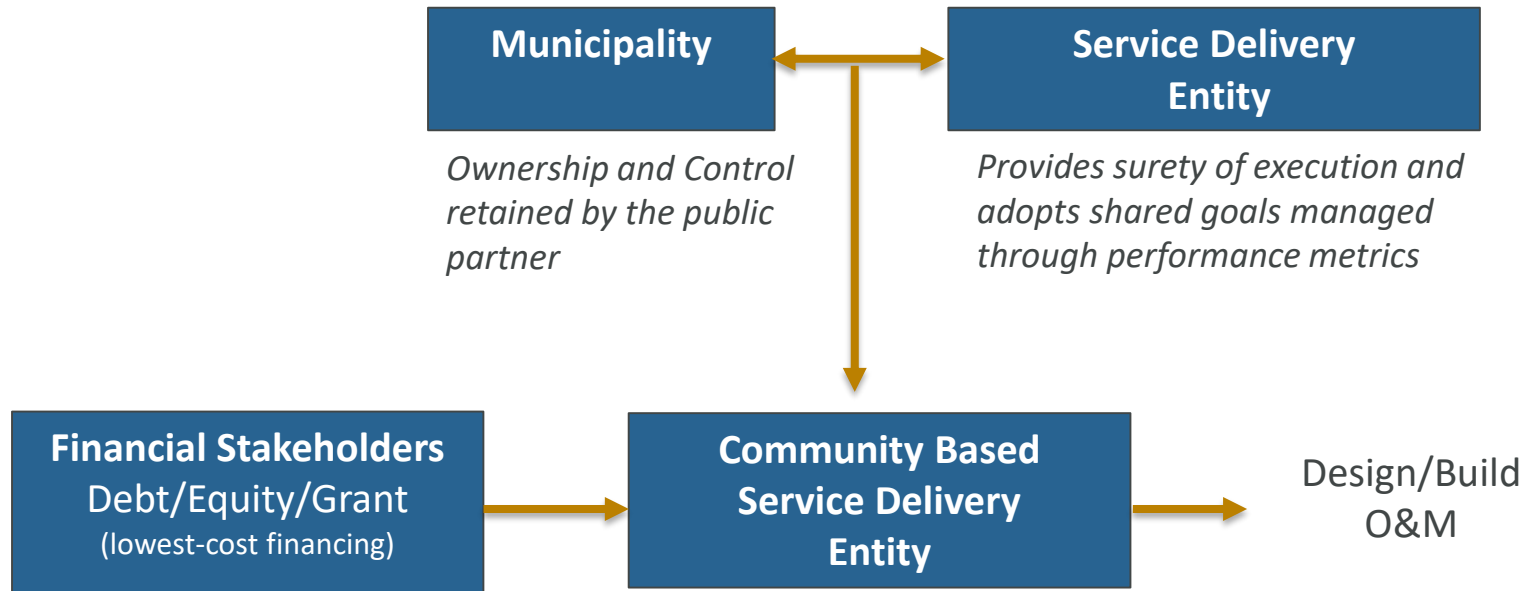 Municipality
Service Delivery
Entity
Ownership and Control
retained by the public
partner
Provides surety of execution and
adopts shared goals managed
through performance metrics
Financial Stakeholders
Debt/Equity/Grant
(lowest-cost financing)
Community Based
Service Delivery
Entity
Design/Build
O&M